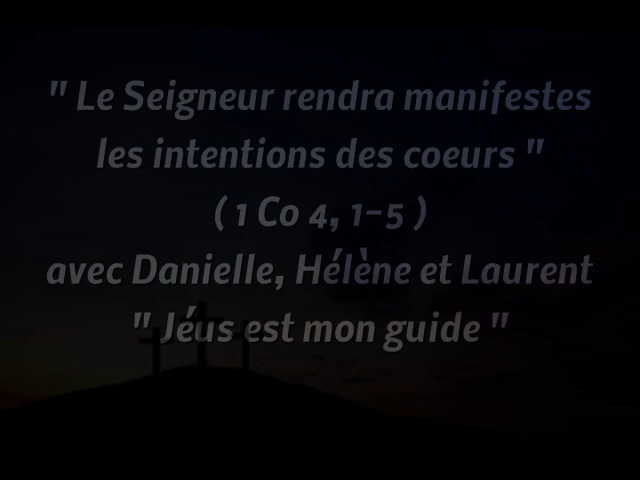 " Le Seigneur rendra manifestes
les intentions des coeurs "
( 1 Co 4, 1-5 )
avec Danielle, Hélène et Laurent
" Jéus est mon guide "